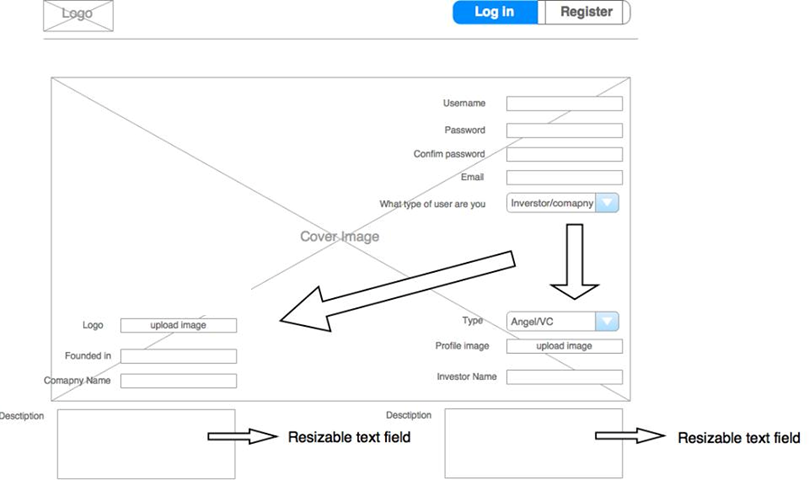 Logo
Log in
Register
Username
Password
Confim password
Email
What type of user are you
Inverstor/comapny
Cover Image
Logo
upload image
Founded in
Comapny Name
Type
Angel/VC
Profile image
upload image
Investor Name
Desctiption
Resizable text field
Desctiption
Resizable text field